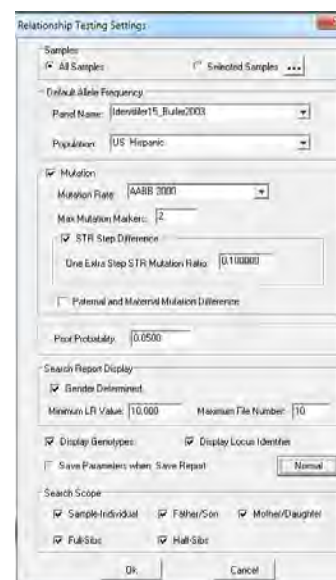 Relationship Testing Settings
Samples
All Samples
Selected Samples ...
Default Allele Frequency
Panel Name: Identifiler15_Butler2003
Population: US Hispanic
Mutation
Mutation Rate: AABB 2000
Max Mutation Markers: 2
STR Step Difference
One Extra Step STR Mutation Ratio: 0.100000
Paternal and Maternal Mutation Difference
Prior Probability: 0.0500
Search Report Display
Gender Determined
Minimum LR Value: 10.000 Maximum File Number: 10
Display Genotypes Display Locus Identifier
Save Parameters when Save Report Normal
Search Scope
Sample-Individual Father/Son Mother/Daughter
Full-Sibs Half-Sibs
Ok Cancel